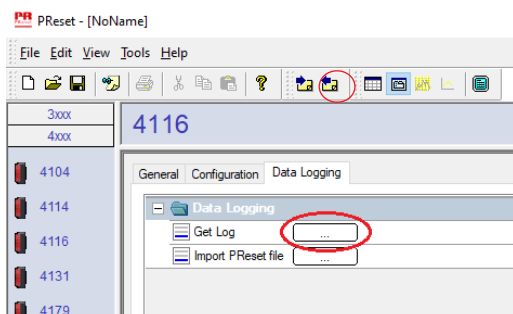 PR PReset - [NoName]
File Edit View Tools Help
3xxx
4xxx
4116
4104
4114
4116
4131
4179
General Configuration Data Logging
Data Logging
Get Log ...
Import PReset file ...